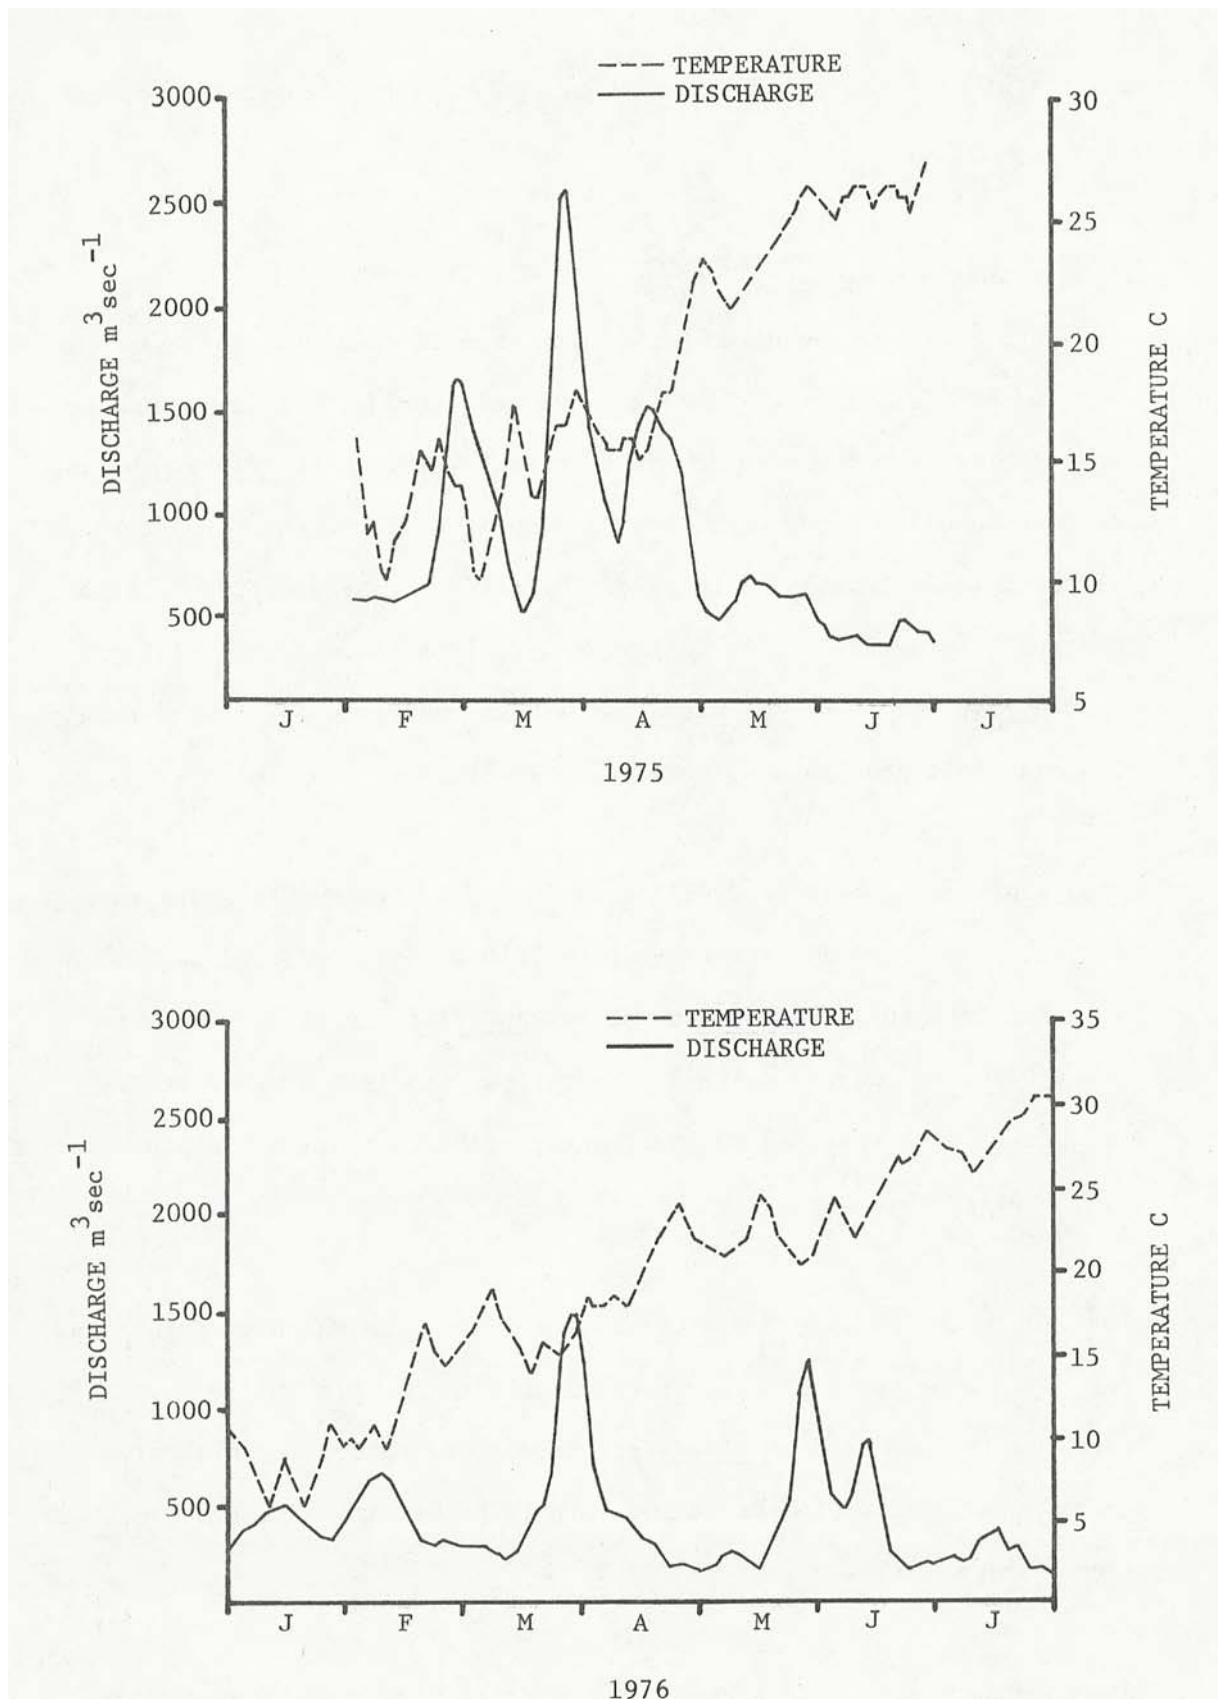 TEMPERATURE
DISCHARGE
3000
2500
2000
1500
1000
500
DISCHARGE m³sec⁻¹
30
25
20
15
10
5
TEMPERATURE C
J F M A M J J
1975
TEMPERATURE
DISCHARGE
3000
2500
2000
1500
1000
500
DISCHARGE m³sec⁻¹
35
30
25
20
15
10
5
TEMPERATURE C
J F M A M J J
1976